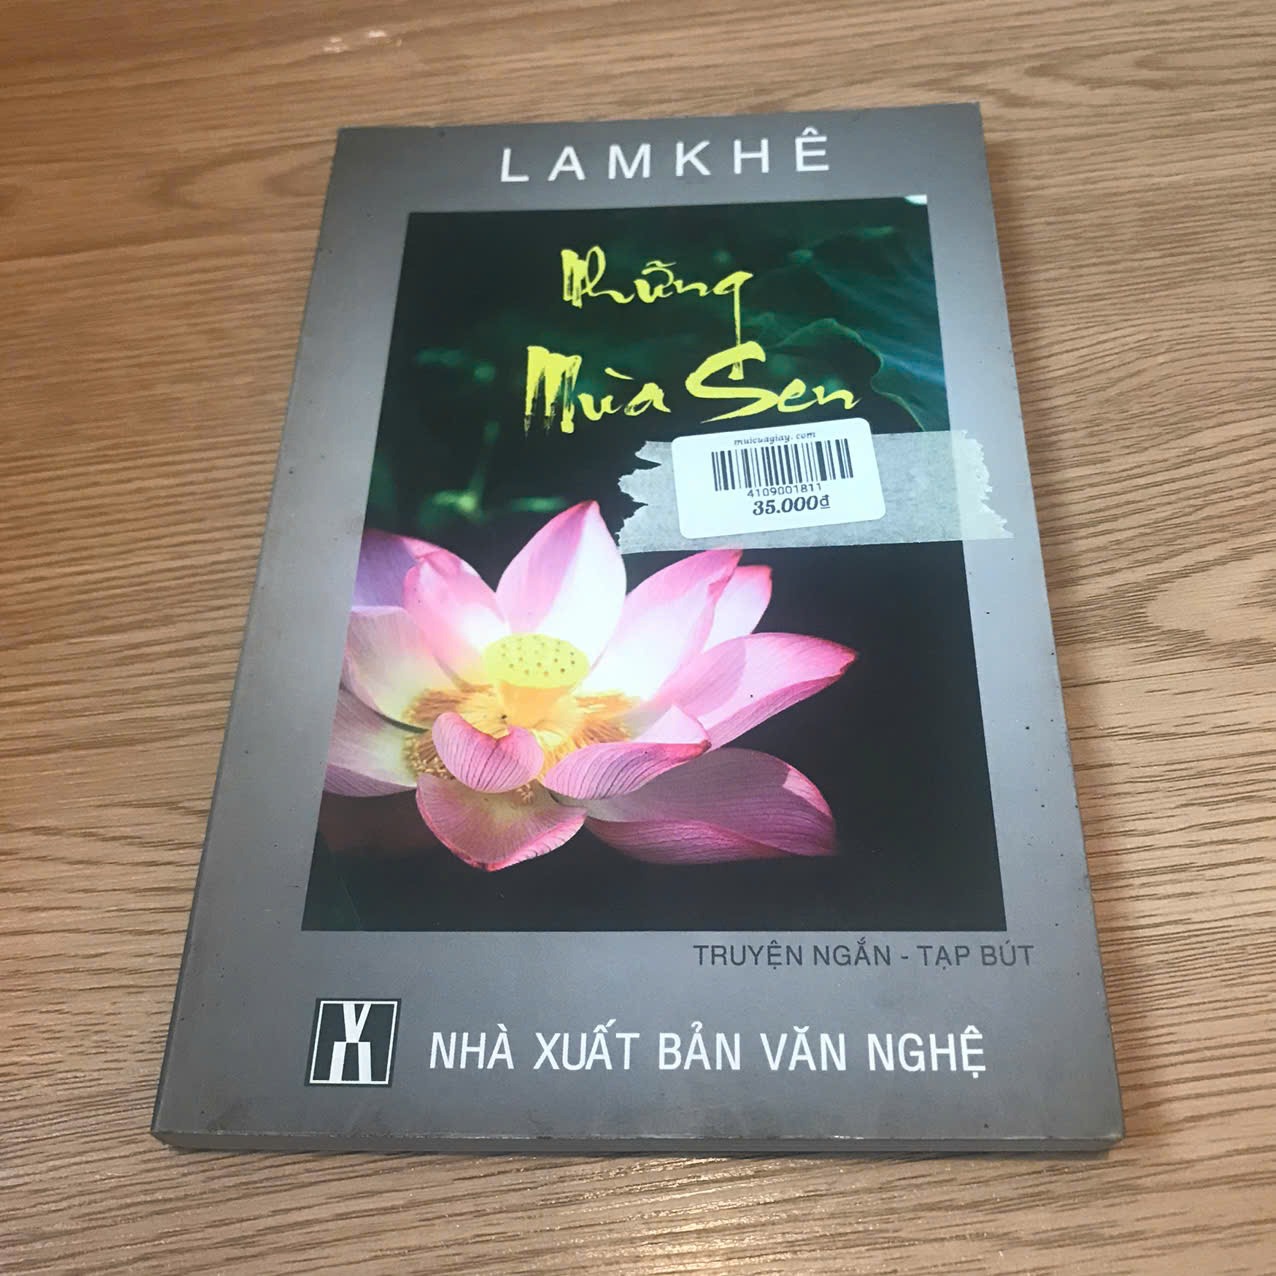 LAMKHÊ
Những
Mùa Sen
muicuagiay.com
4109001811
35.000đ
TRUYỆN NGẮN - TẠP BÚT
NHÀ XUẤT BẢN VĂN NGHỆ